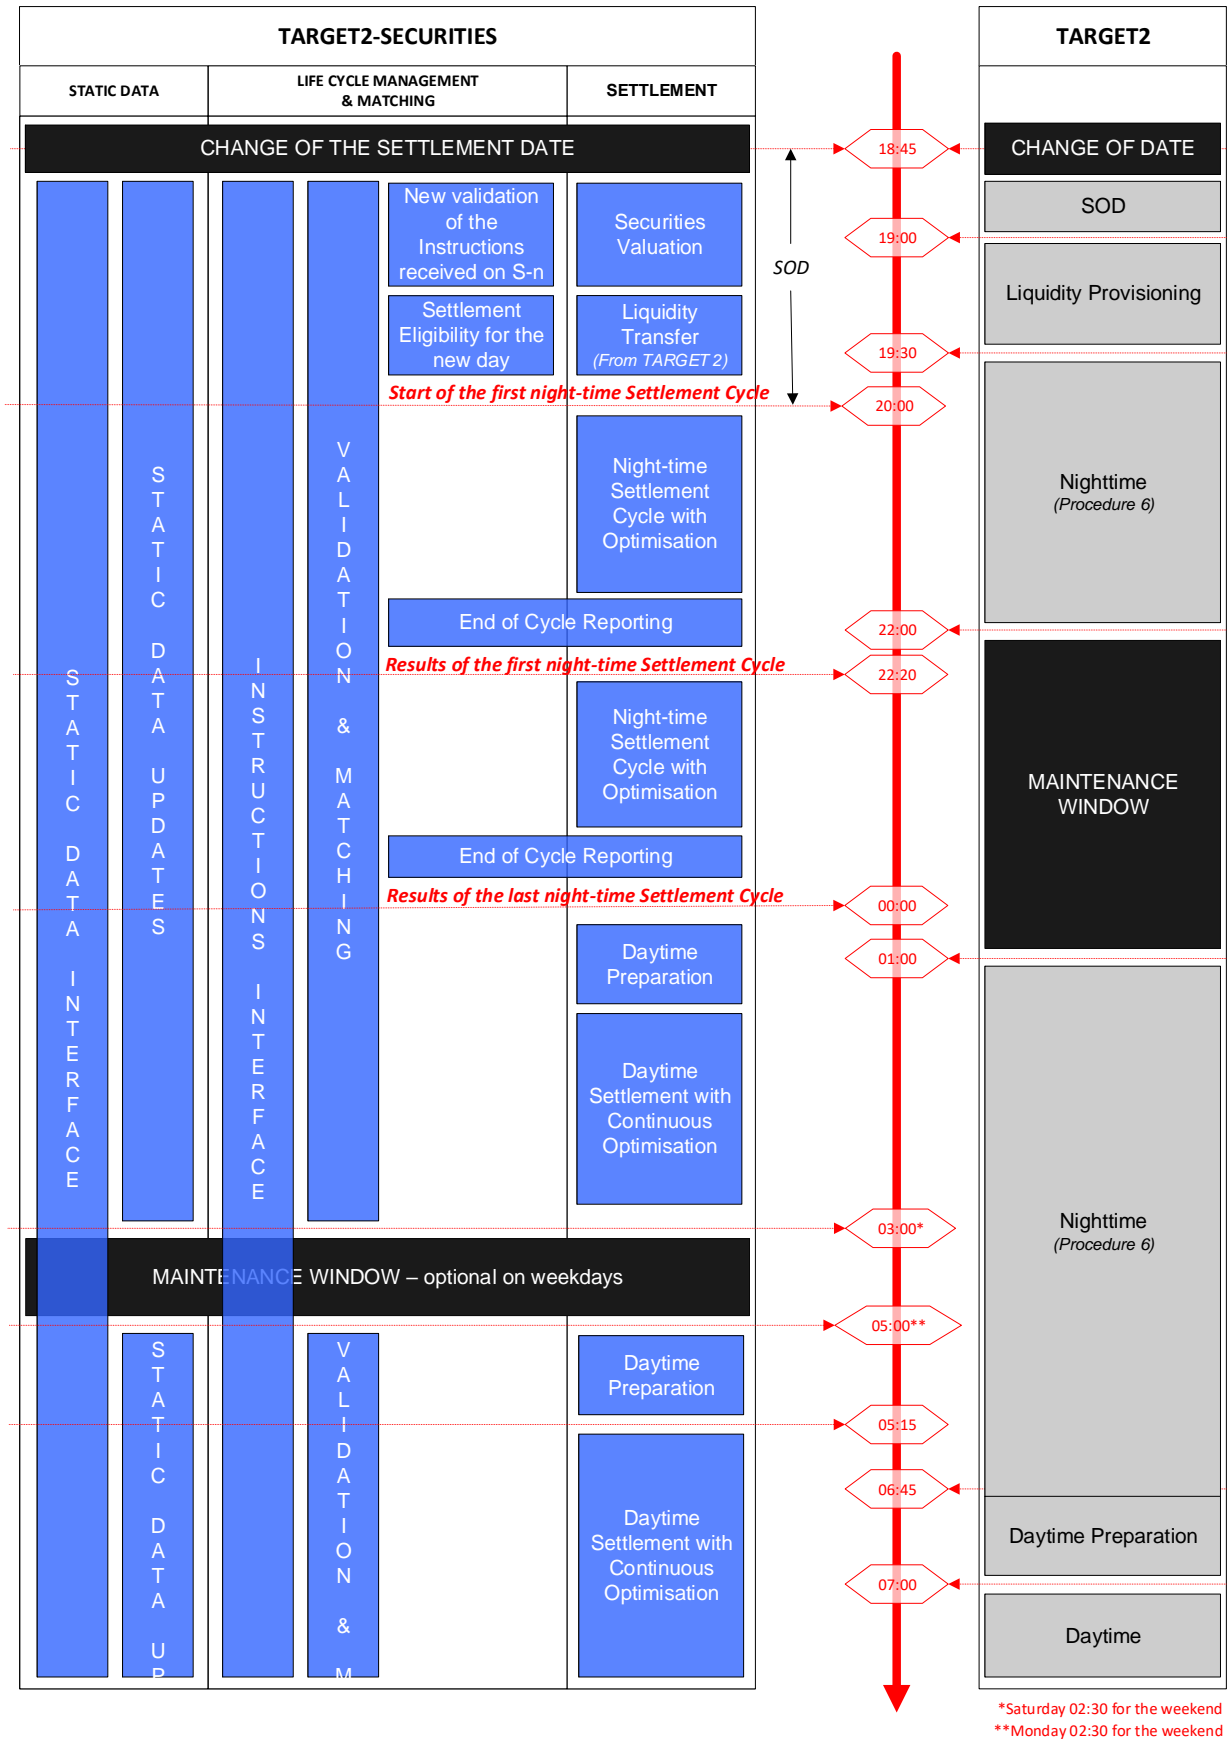 TARGET2-SECURITIES
TARGET2
STATIC DATA
LIFE CYCLE MANAGEMENT
& MATCHING
SETTLEMENT
CHANGE OF THE SETTLEMENT DATE
18:45
CHANGE OF DATE
New validation
of the
Instructions
received on S-n
Securities
Valuation
SOD
SOD
19:00
Liquidity Provisioning
Settlement
Eligibility for the
new day
Liquidity
Transfer
(From TARGET 2)
19:30
Start of the first night-time Settlement Cycle
20:00
STATIC DATA INTERFACE
STATIC DATA UPDATES
INSTRUCTIONS INTERFACE
VALIDATION & MATCHING
Night-time
Settlement
Cycle with
Optimisation
Nighttime
(Procedure 6)
End of Cycle Reporting
22:00
Results of the first night-time Settlement Cycle
22:20
Night-time
Settlement
Cycle with
Optimisation
MAINTENANCE
WINDOW
End of Cycle Reporting
Results of the last night-time Settlement Cycle
00:00
Daytime
Preparation
01:00
Daytime
Settlement with
Continuous
Optimisation
03:00*
Nighttime
(Procedure 6)
MAINTENANCE WINDOW – optional on weekdays
05:00**
STATIC DATA UP
VALIDATION & M
Daytime
Preparation
05:15
06:45
Daytime
Settlement with
Continuous
Optimisation
Daytime Preparation
07:00
Daytime
*Saturday 02:30 for the weekend
**Monday 02:30 for the weekend